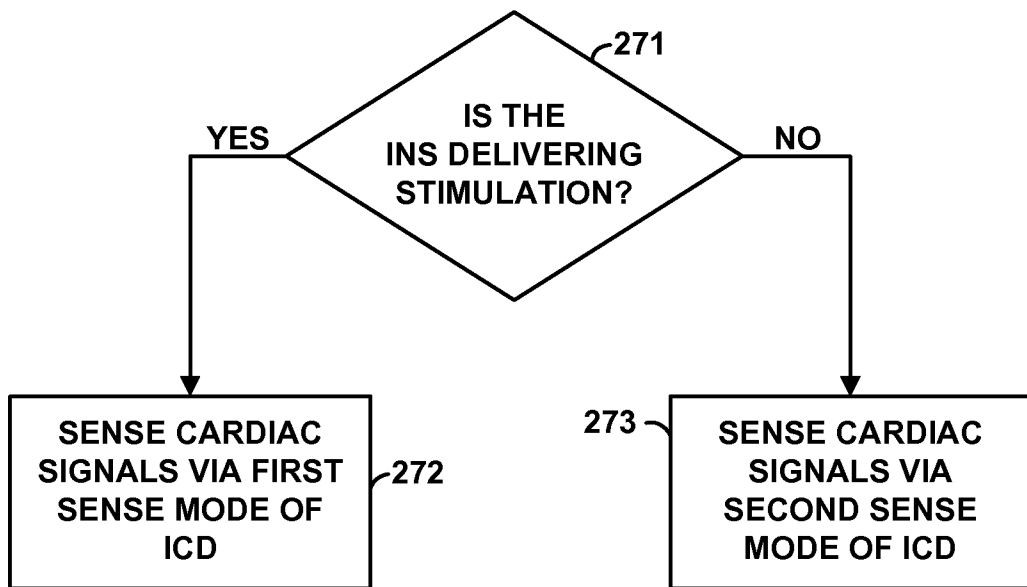 271
IS THE
INS DELIVERING
STIMULATION?
YES
NO
SENSE CARDIAC
SIGNALS VIA FIRST
SENSE MODE OF
ICD
272
273
SENSE CARDIAC
SIGNALS VIA
SECOND SENSE
MODE OF ICD